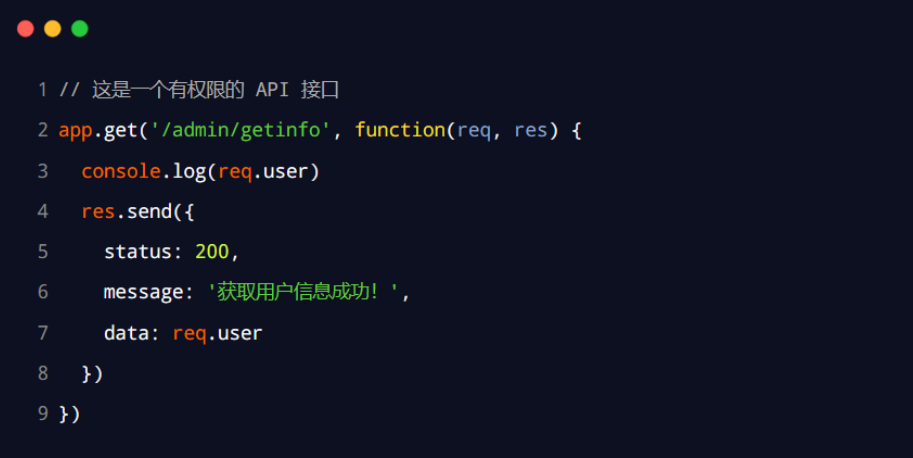 1 // 这是一个有权限的 API 接口
2 app.get('/admin/getinfo', function(req, res) {
3   console.log(req.user)
4   res.send({
5     status: 200,
6     message: '获取用户信息成功！',
7     data: req.user
8   })
9 })